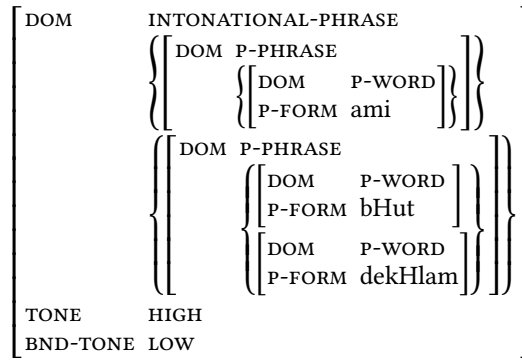 DOM INTONATIONAL-PHRASE
DOM P-PHRASE
DOM P-WORD
P-FORM ami
DOM P-PHRASE
DOM P-WORD
P-FORM bHut
DOM P-WORD
P-FORM dekHlam
TONE HIGH
BND-TONE LOW